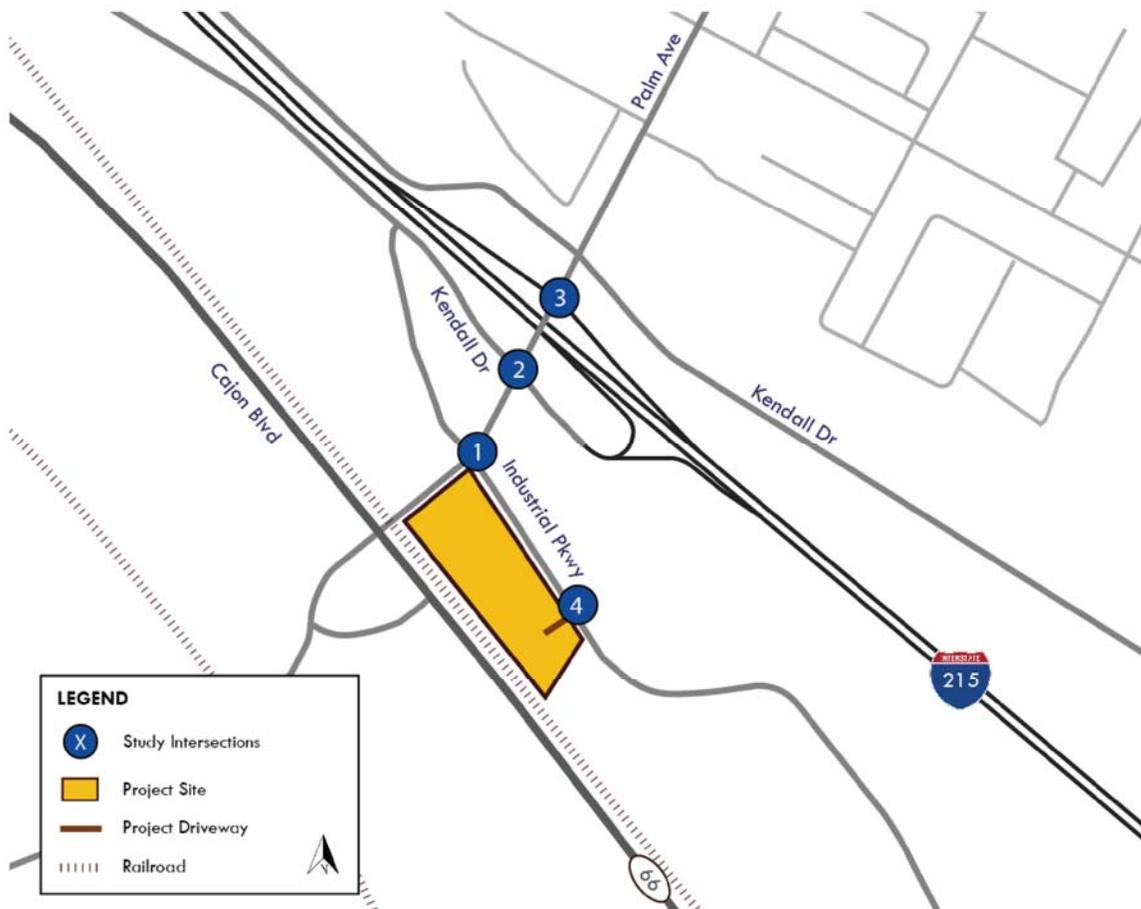 Palm Ave
3
Kendall Dr
2
Cajon Blvd
Kendall Dr
1
Industrial Pkwy
4
INTERSTATE
215
LEGEND
X
Study Intersections
Project Site
Project Driveway
Railroad
N
66